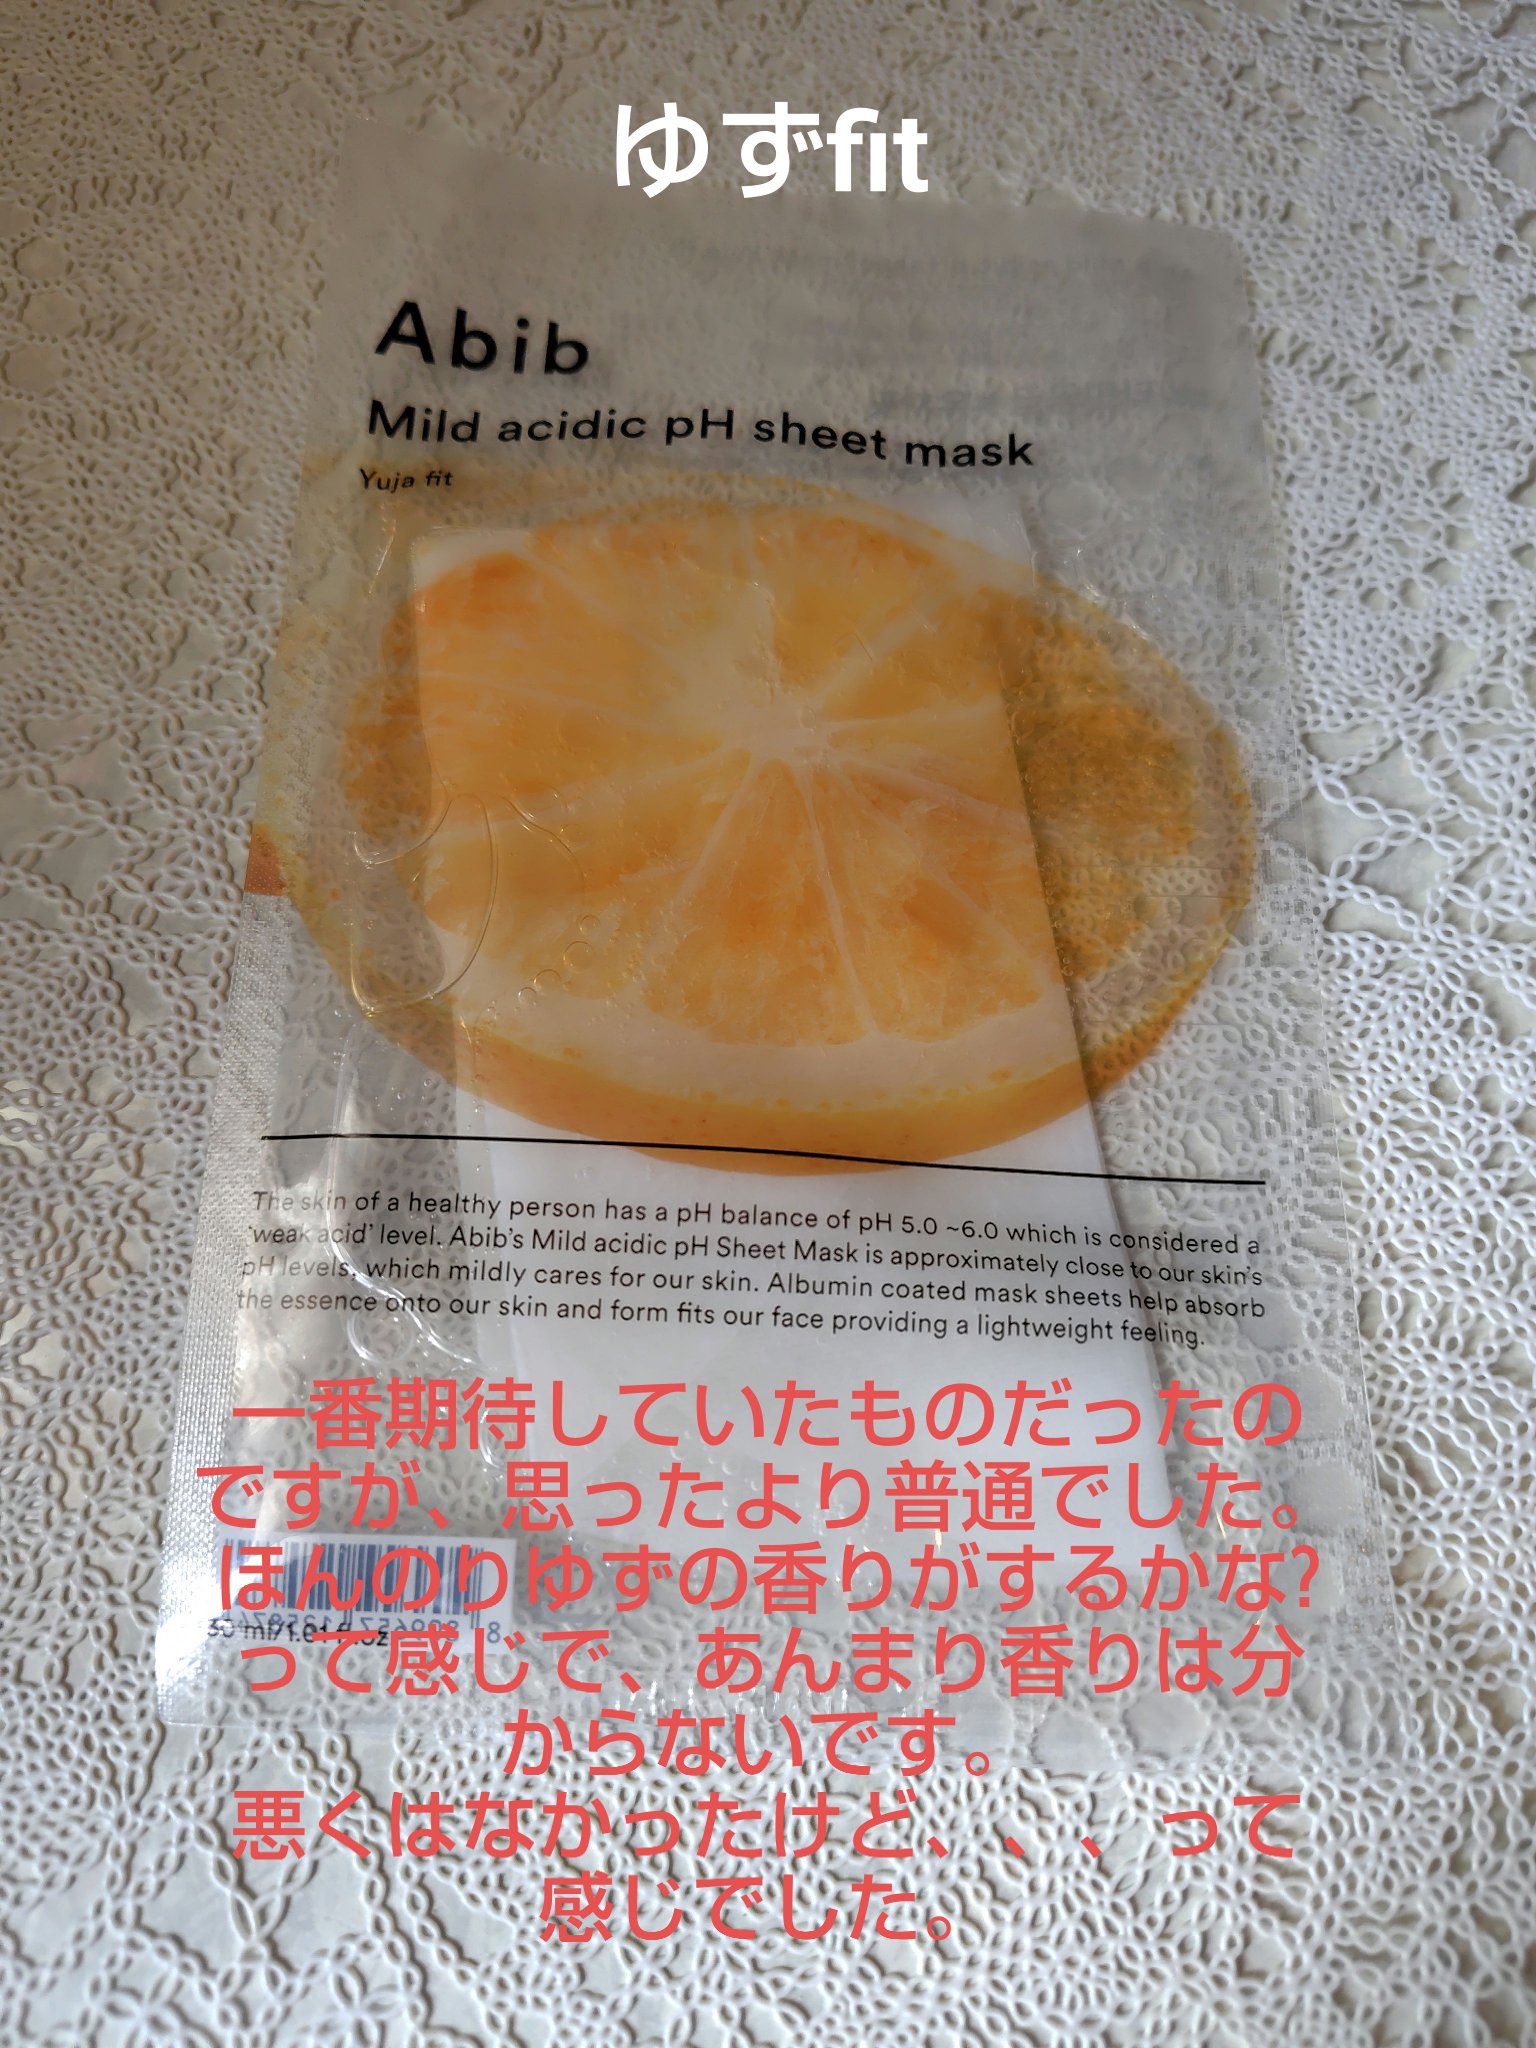 ゆずfit
Abib
Mild acidic pH sheet mask
Yuja fit
The skin of a healthy person has a pH balance of pH 5.0 ~6.0 which is considered a
'weak acid' level. Abib's Mild acidic pH Sheet Mask is approximately close to our skin's
pH levels, which mildly cares for our skin. Albumin coated mask sheets help absorb
the essence onto our skin and form fits our face providing a lightweight feeling.
一番期待していたものだったの
ですが、思ったより普通でした。
ほんのりゆずの香りがするかな?
って感じで、あんまり香りは分
からないです。
悪くはなかったけど、、、って
感じでした。
30 ml/1.01 fl.oz